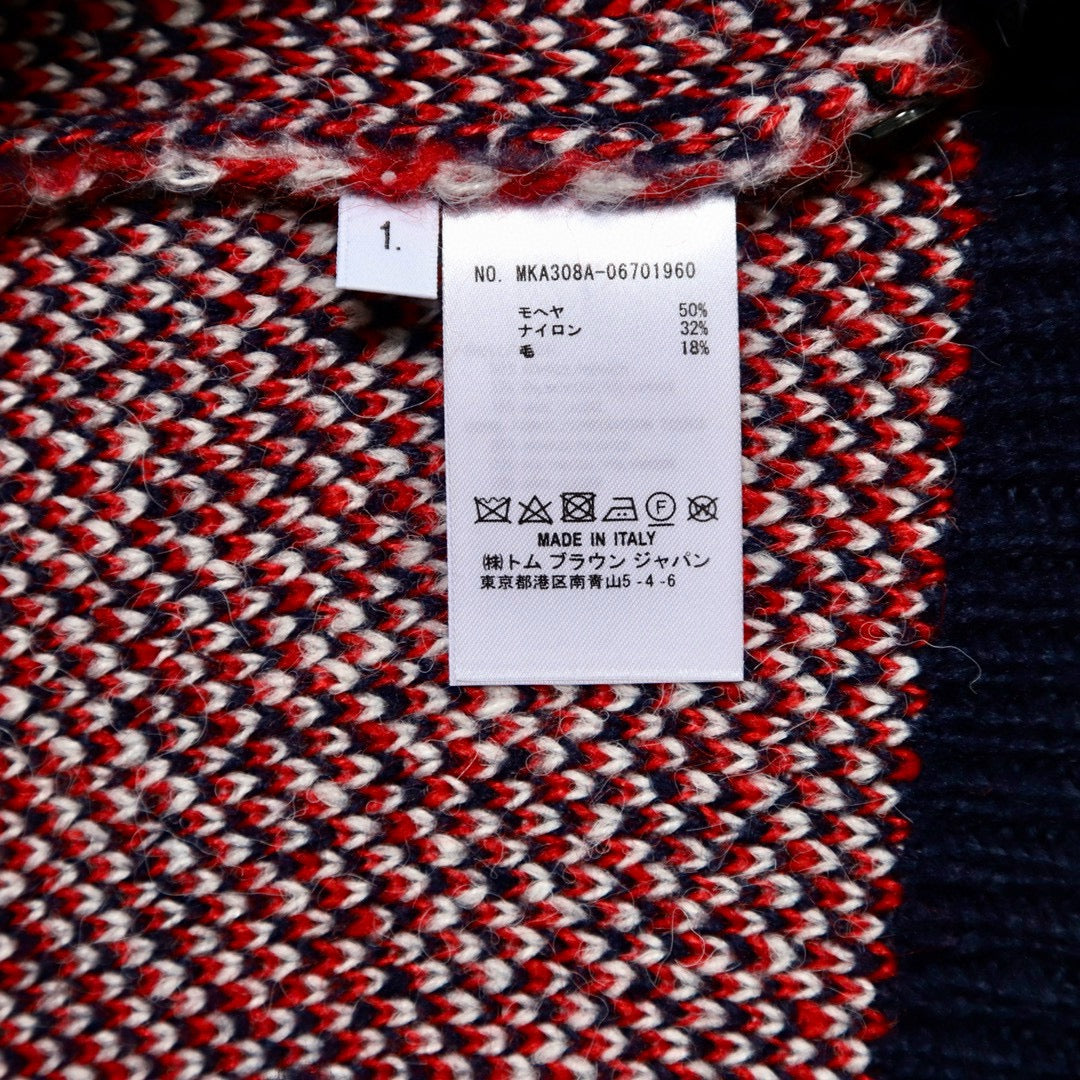 1.
NO. MKA308A-06701960
モヘヤ 50%
ナイロン 32%
毛 18%
MADE IN ITALY
㈱トム ブラウン ジャパン
東京都港区南青山5-4-6